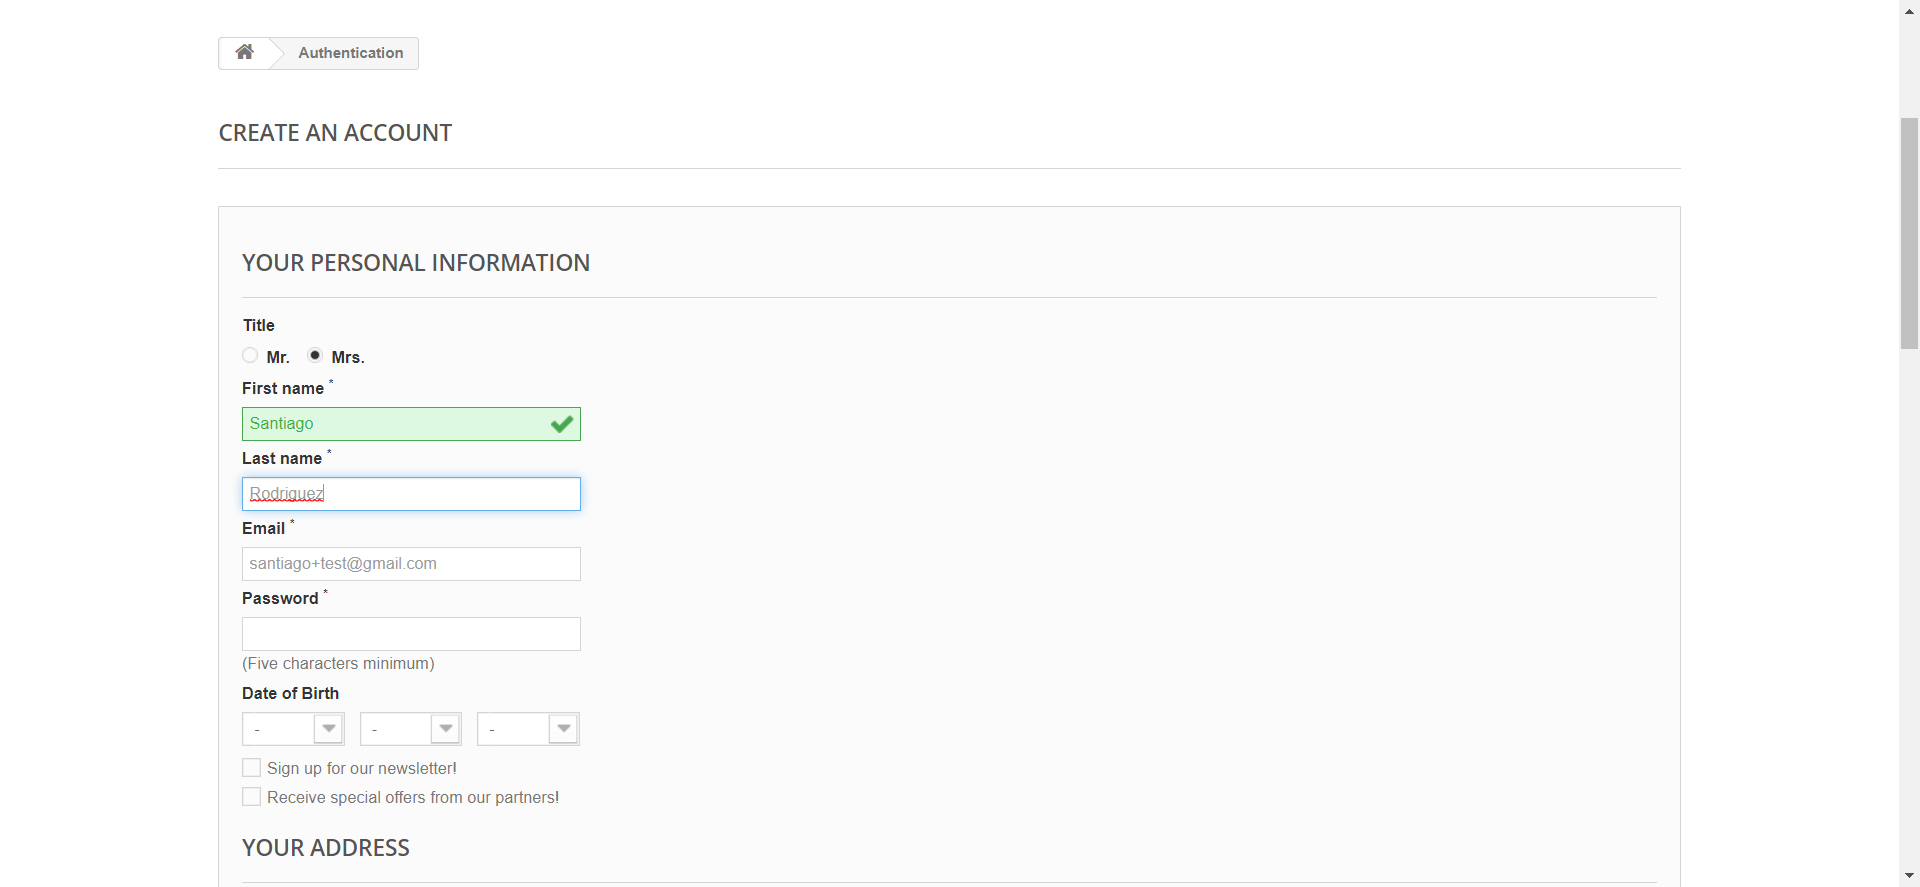 Authentication
CREATE AN ACCOUNT
YOUR PERSONAL INFORMATION
Title
Mr. Mrs.
First name *
Santiago
Last name *
Rodriguez
Email *
santiago+test@gmail.com
Password *
(Five characters minimum)
Date of Birth
- - -
Sign up for our newsletter!
Receive special offers from our partners!
YOUR ADDRESS